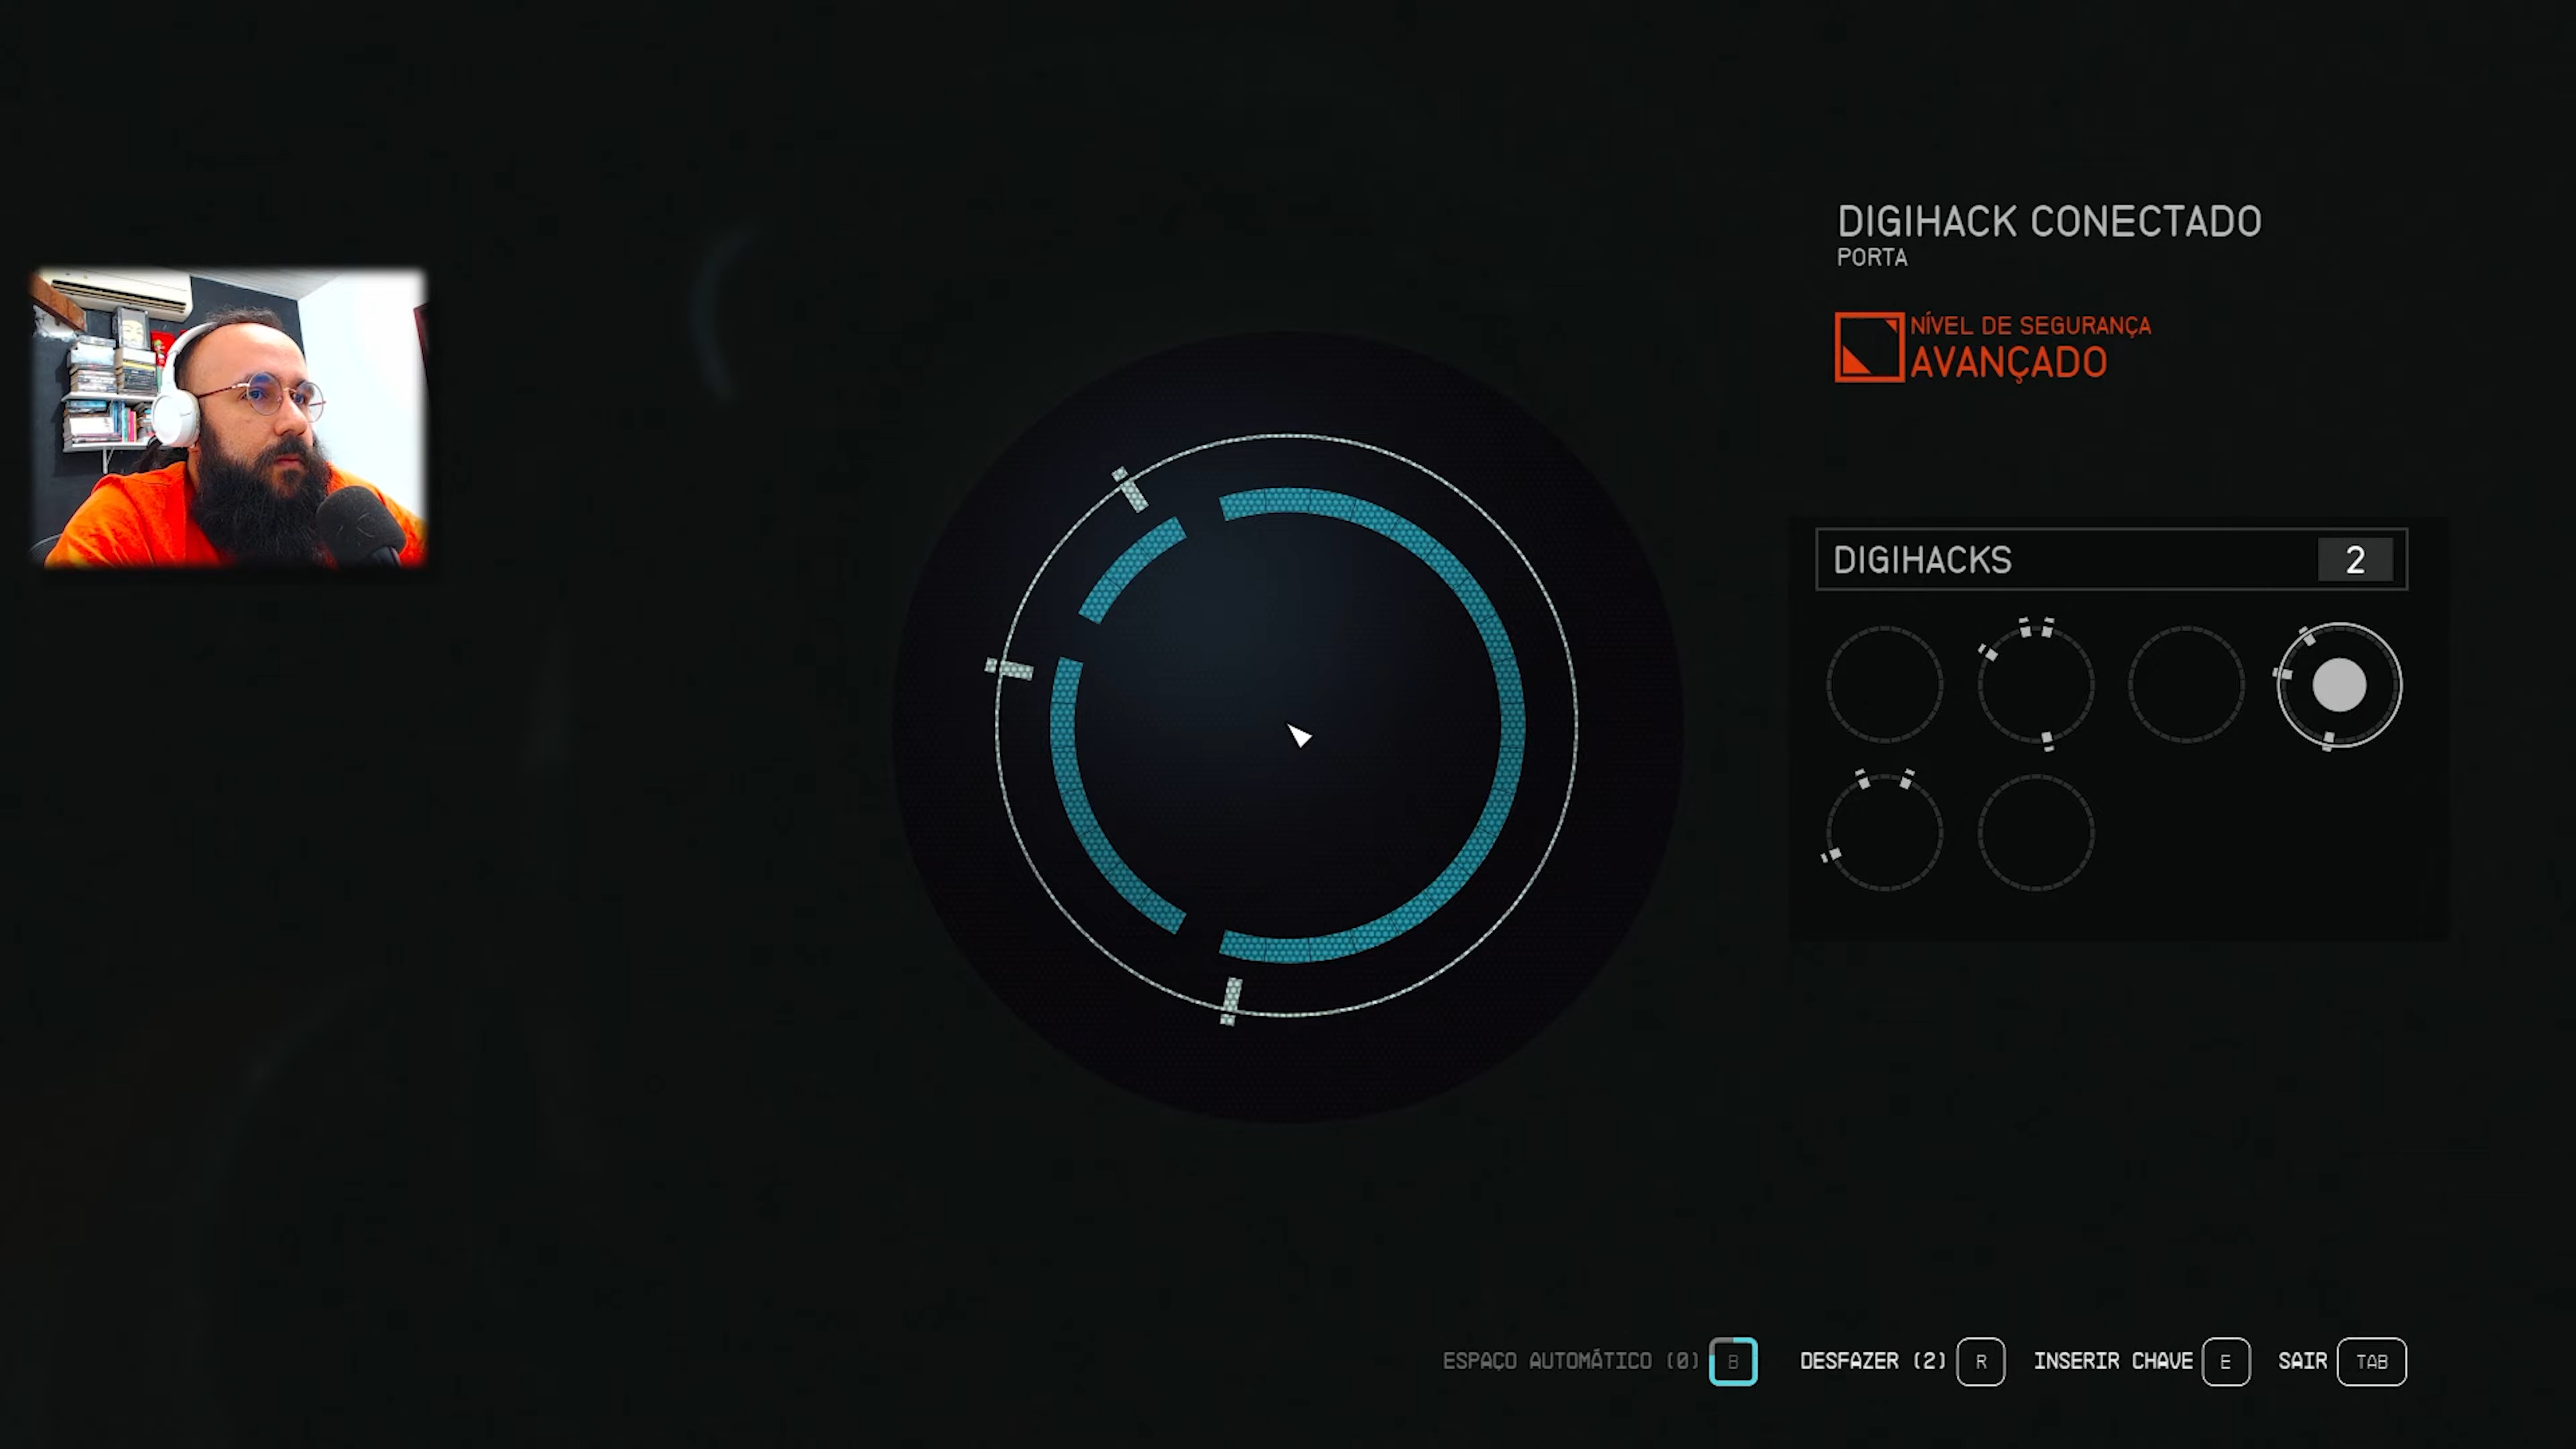 DIGIHACK CONECTADO
PORTA
NÍVEL DE SEGURANÇA
AVANÇADO
DIGIHACKS 2
ESPAÇO AUTOMÁTICO (0) B DESFAZER (2) R INSERIR CHAVE E SAIR TAB